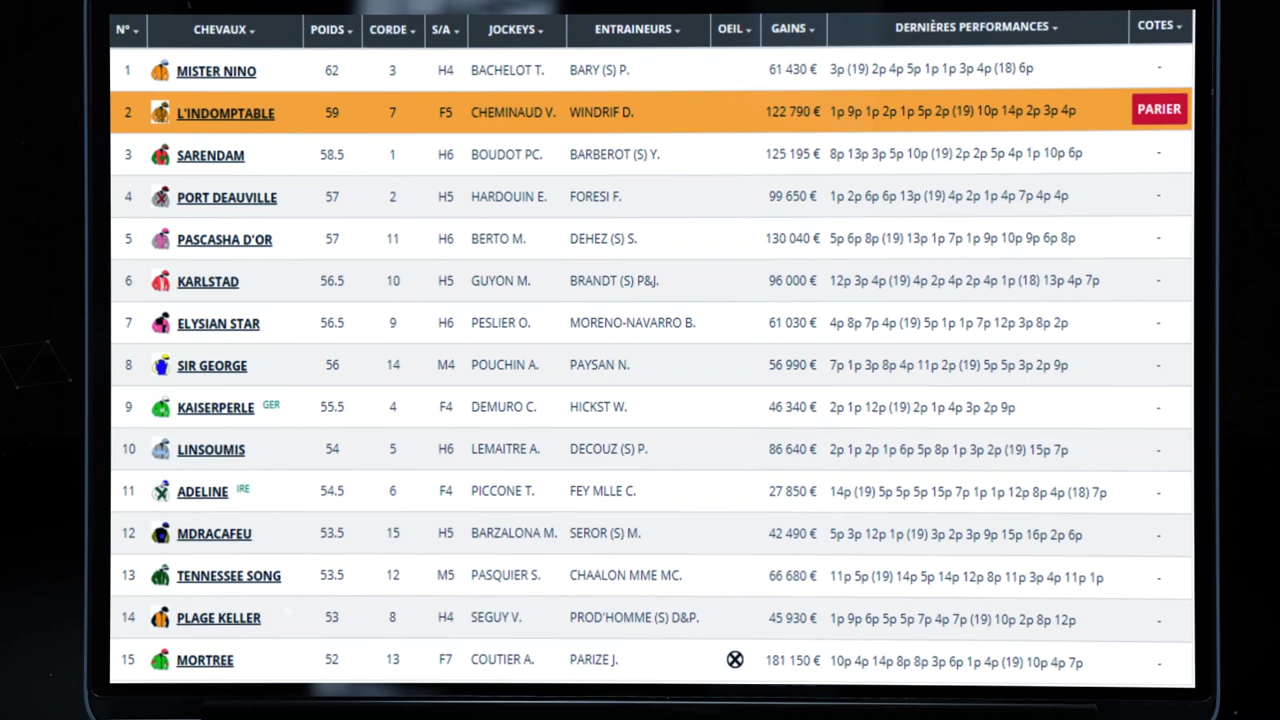 N° CHEVAUX POIDS CORDE S/A JOCKEYS ENTRAINEURS OEIL GAINS DERNIÈRES PERFORMANCES COTES
1 MISTER NINO 62 3 H4 BACHELOT T. BARY (S) P. 61 430 € 3p (19) 2p 4p 5p 1p 1p 3p 4p (18) 6p -
2 L'INDOMPTABLE 59 7 F5 CHEMINAUD V. WINDRIF D. 122 790 € 1p 9p 1p 2p 1p 5p 2p (19) 10p 14p 2p 3p 4p PARIER
3 SARENDAM 58.5 1 H6 BOUDOT PC. BARBEROT (S) Y. 125 195 € 8p 13p 3p 5p 10p (19) 2p 2p 5p 4p 1p 10p 6p -
4 PORT DEAUVILLE 57 2 H5 HARDOUIN E. FORESI F. 99 650 € 1p 2p 6p 6p 13p (19) 4p 2p 1p 4p 7p 4p 4p -
5 PASCASHA D'OR 57 11 H6 BERTO M. DEHEZ (S) S. 130 040 € 5p 6p 8p (19) 13p 1p 7p 1p 9p 10p 9p 6p 8p -
6 KARLSTAD 56.5 10 H5 GUYON M. BRANDT (S) P&J. 96 000 € 12p 3p 4p (19) 4p 2p 4p 2p 4p 1p (18) 13p 4p 7p -
7 ELYSIAN STAR 56.5 9 H6 PESLIER O. MORENO-NAVARRO B. 61 030 € 4p 8p 7p 4p (19) 5p 1p 1p 7p 12p 3p 8p 2p -
8 SIR GEORGE 56 14 M4 POUCHIN A. PAYSAN N. 56 990 € 7p 1p 3p 8p 4p 11p 2p (19) 5p 5p 3p 2p 9p -
9 KAISERPERLE GER 55.5 4 F4 DEMURO C. HICKST W. 46 340 € 2p 1p 12p (19) 2p 1p 4p 3p 2p 9p -
10 LINSOUMIS 54 5 H6 LEMAITRE A. DECOUZ (S) P. 86 640 € 2p 1p 2p 1p 6p 5p 8p 1p 3p 2p (19) 15p 7p -
11 ADELINE IRE 54.5 6 F4 PICCONE T. FEY MLLE C. 27 850 € 14p (19) 5p 5p 5p 15p 7p 1p 1p 12p 8p 4p (18) 7p -
12 MDRACAFEU 53.5 15 H5 BARZALONA M. SEROR (S) M. 42 490 € 5p 3p 12p 1p (19) 3p 2p 3p 9p 15p 16p 2p 6p -
13 TENNESSEE SONG 53.5 12 M5 PASQUIER S. CHAALON MME MC. 66 680 € 11p 5p (19) 14p 5p 14p 12p 8p 11p 3p 4p 11p 1p -
14 PLAGE KELLER 53 8 H4 SEGUY V. PROD'HOMME (S) D&P. 45 930 € 1p 9p 6p 5p 5p 7p 4p 7p (19) 10p 2p 8p 12p -
15 MORTREE 52 13 F7 COUTIER A. PARIZE J. 181 150 € 10p 4p 14p 8p 8p 3p 6p 1p 4p (19) 10p 4p 7p -